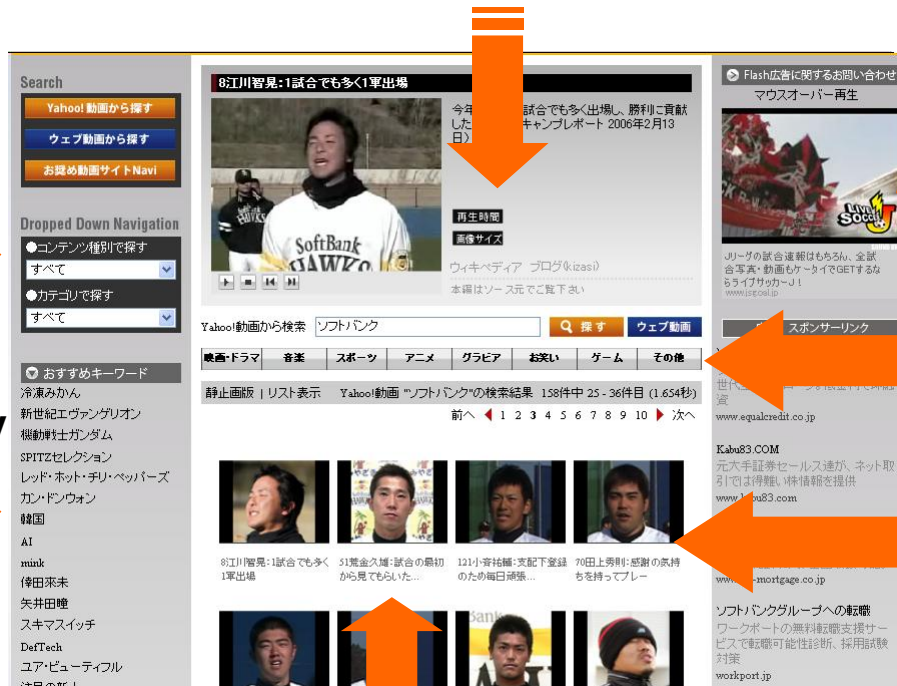 Search
Yahoo! 動画から探す
ウェブ動画から探す
お奨め動画サイトNavi
Dropped Down Navigation
●コンテンツ種別で探す
すべて
●カテゴリで探す
すべて
おすすめキーワード
冷凍みかん
新世紀エヴァンゲリオン
機動戦士ガンダム
SPITZセレクション
レッド・ホット・チリ・ペッパーズ
カン・ドンウォン
韓国
AI
mink
倖田來未
矢井田瞳
スキマスイッチ
DefTech
ユア・ビューティフル
8江川智晃:1試合でも多く1軍出場
今年
試合でも多く出場し、勝利に貢献
した
キャンプレポート 2006年2月13
日)
SoftBank
HAWKS
再生時間
画像サイズ
ウィキペディア ブログ(kizasi)
本編はソース元でご覧下さい
Yahoo!動画から検索 ソフトバンク 探す ウェブ動画
映画・ドラマ 音楽 スポーツ アニメ グラビア お笑い ゲーム その他
静止画版 | リスト表示 Yahoo!動画 "ソフトバンク"の検索結果 158件中 25 - 36件目 (1.654秒)
前へ 1 2 3 4 5 6 7 8 9 10 次へ
8江川智晃:1試合でも多く
1軍出場
51荒金久雄:試合の最初
から見てもらいた...
121小斉祐輔:支配下登録
のため毎日頑張...
70田上秀則:感謝の気持
ちを持ってプレー
Bank
Flash広告に関するお問い合わせ
マウスオーバー再生
LIVE
SOCCER
J
Jリーグの試合速報はもちろん、全試
合写真・動画もケータイでGETするな
らライブサッカーJ!
www.jsgoal.jp
スポンサーリンク
資
www.equalcredit.co.jp
Kabu83.COM
元大手証券セールス達が、ネット取
引では得難い株情報を提供
www.kabu83.com
-mortgage.co.jp
ソフトバンクグループへの転職
ワークポートの無料転職支援サー
ビスで転職可能性診断、採用試験
対策
workport.jp